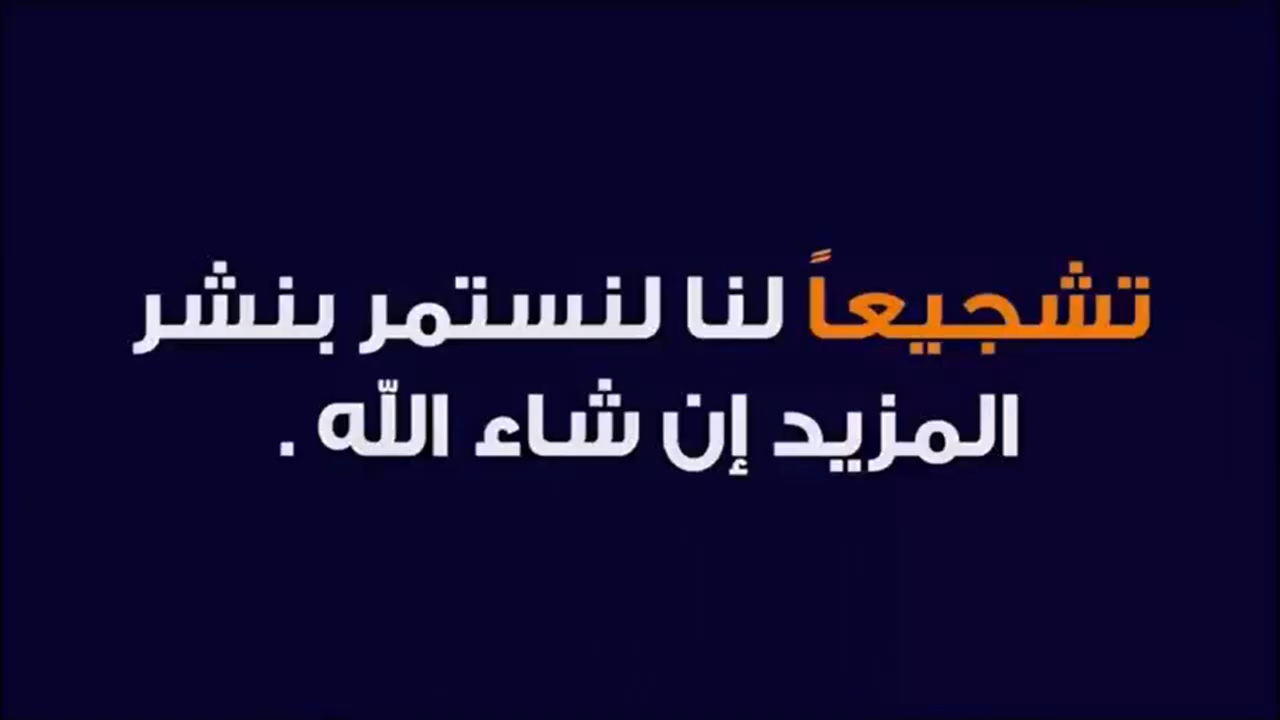 تشجيعاً لنا لنستمر بنشر
المزيد إن شاء اللّه .